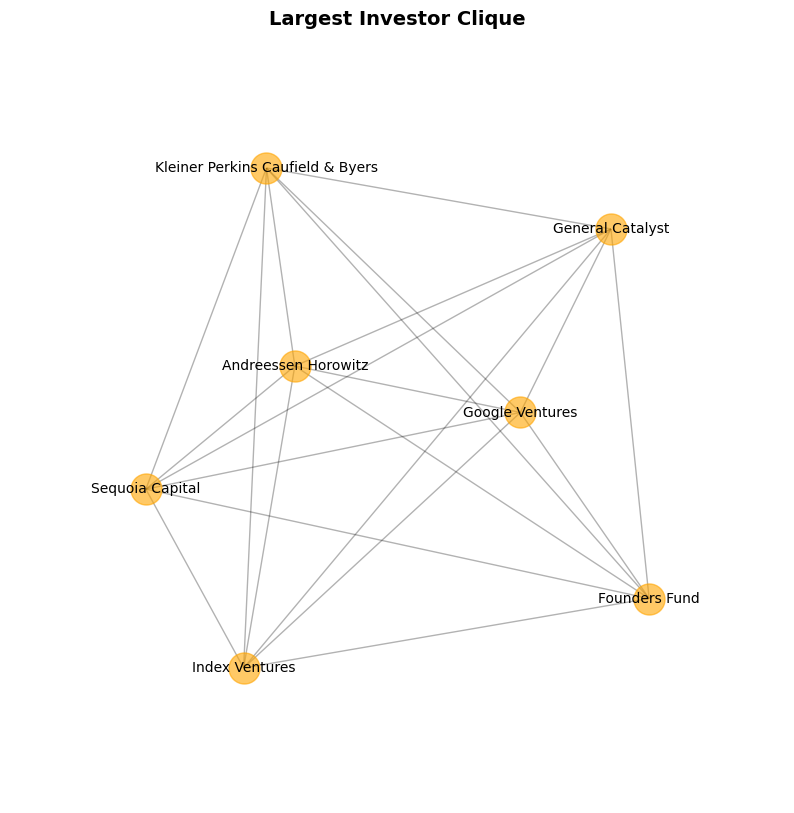 Largest Investor Clique
Kleiner Perkins Caufield & Byers
General Catalyst
Andreessen Horowitz
Google Ventures
Sequoia Capital
Founders Fund
Index Ventures